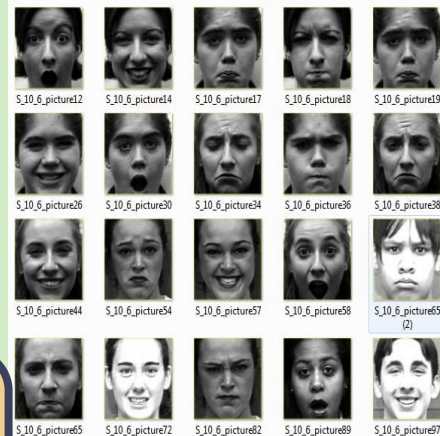 S_10_6_picture12 S_10_6_picture14 S_10_6_picture17 S_10_6_picture18 S_10_6_picture19
S_10_6_picture26 S_10_6_picture30 S_10_6_picture34 S_10_6_picture36 S_10_6_picture38
S_10_6_picture44 S_10_6_picture54 S_10_6_picture57 S_10_6_picture58 S_10_6_picture65
(2)
S_10_6_picture65 S_10_6_picture72 S_10_6_picture82 S_10_6_picture89 S_10_6_picture97